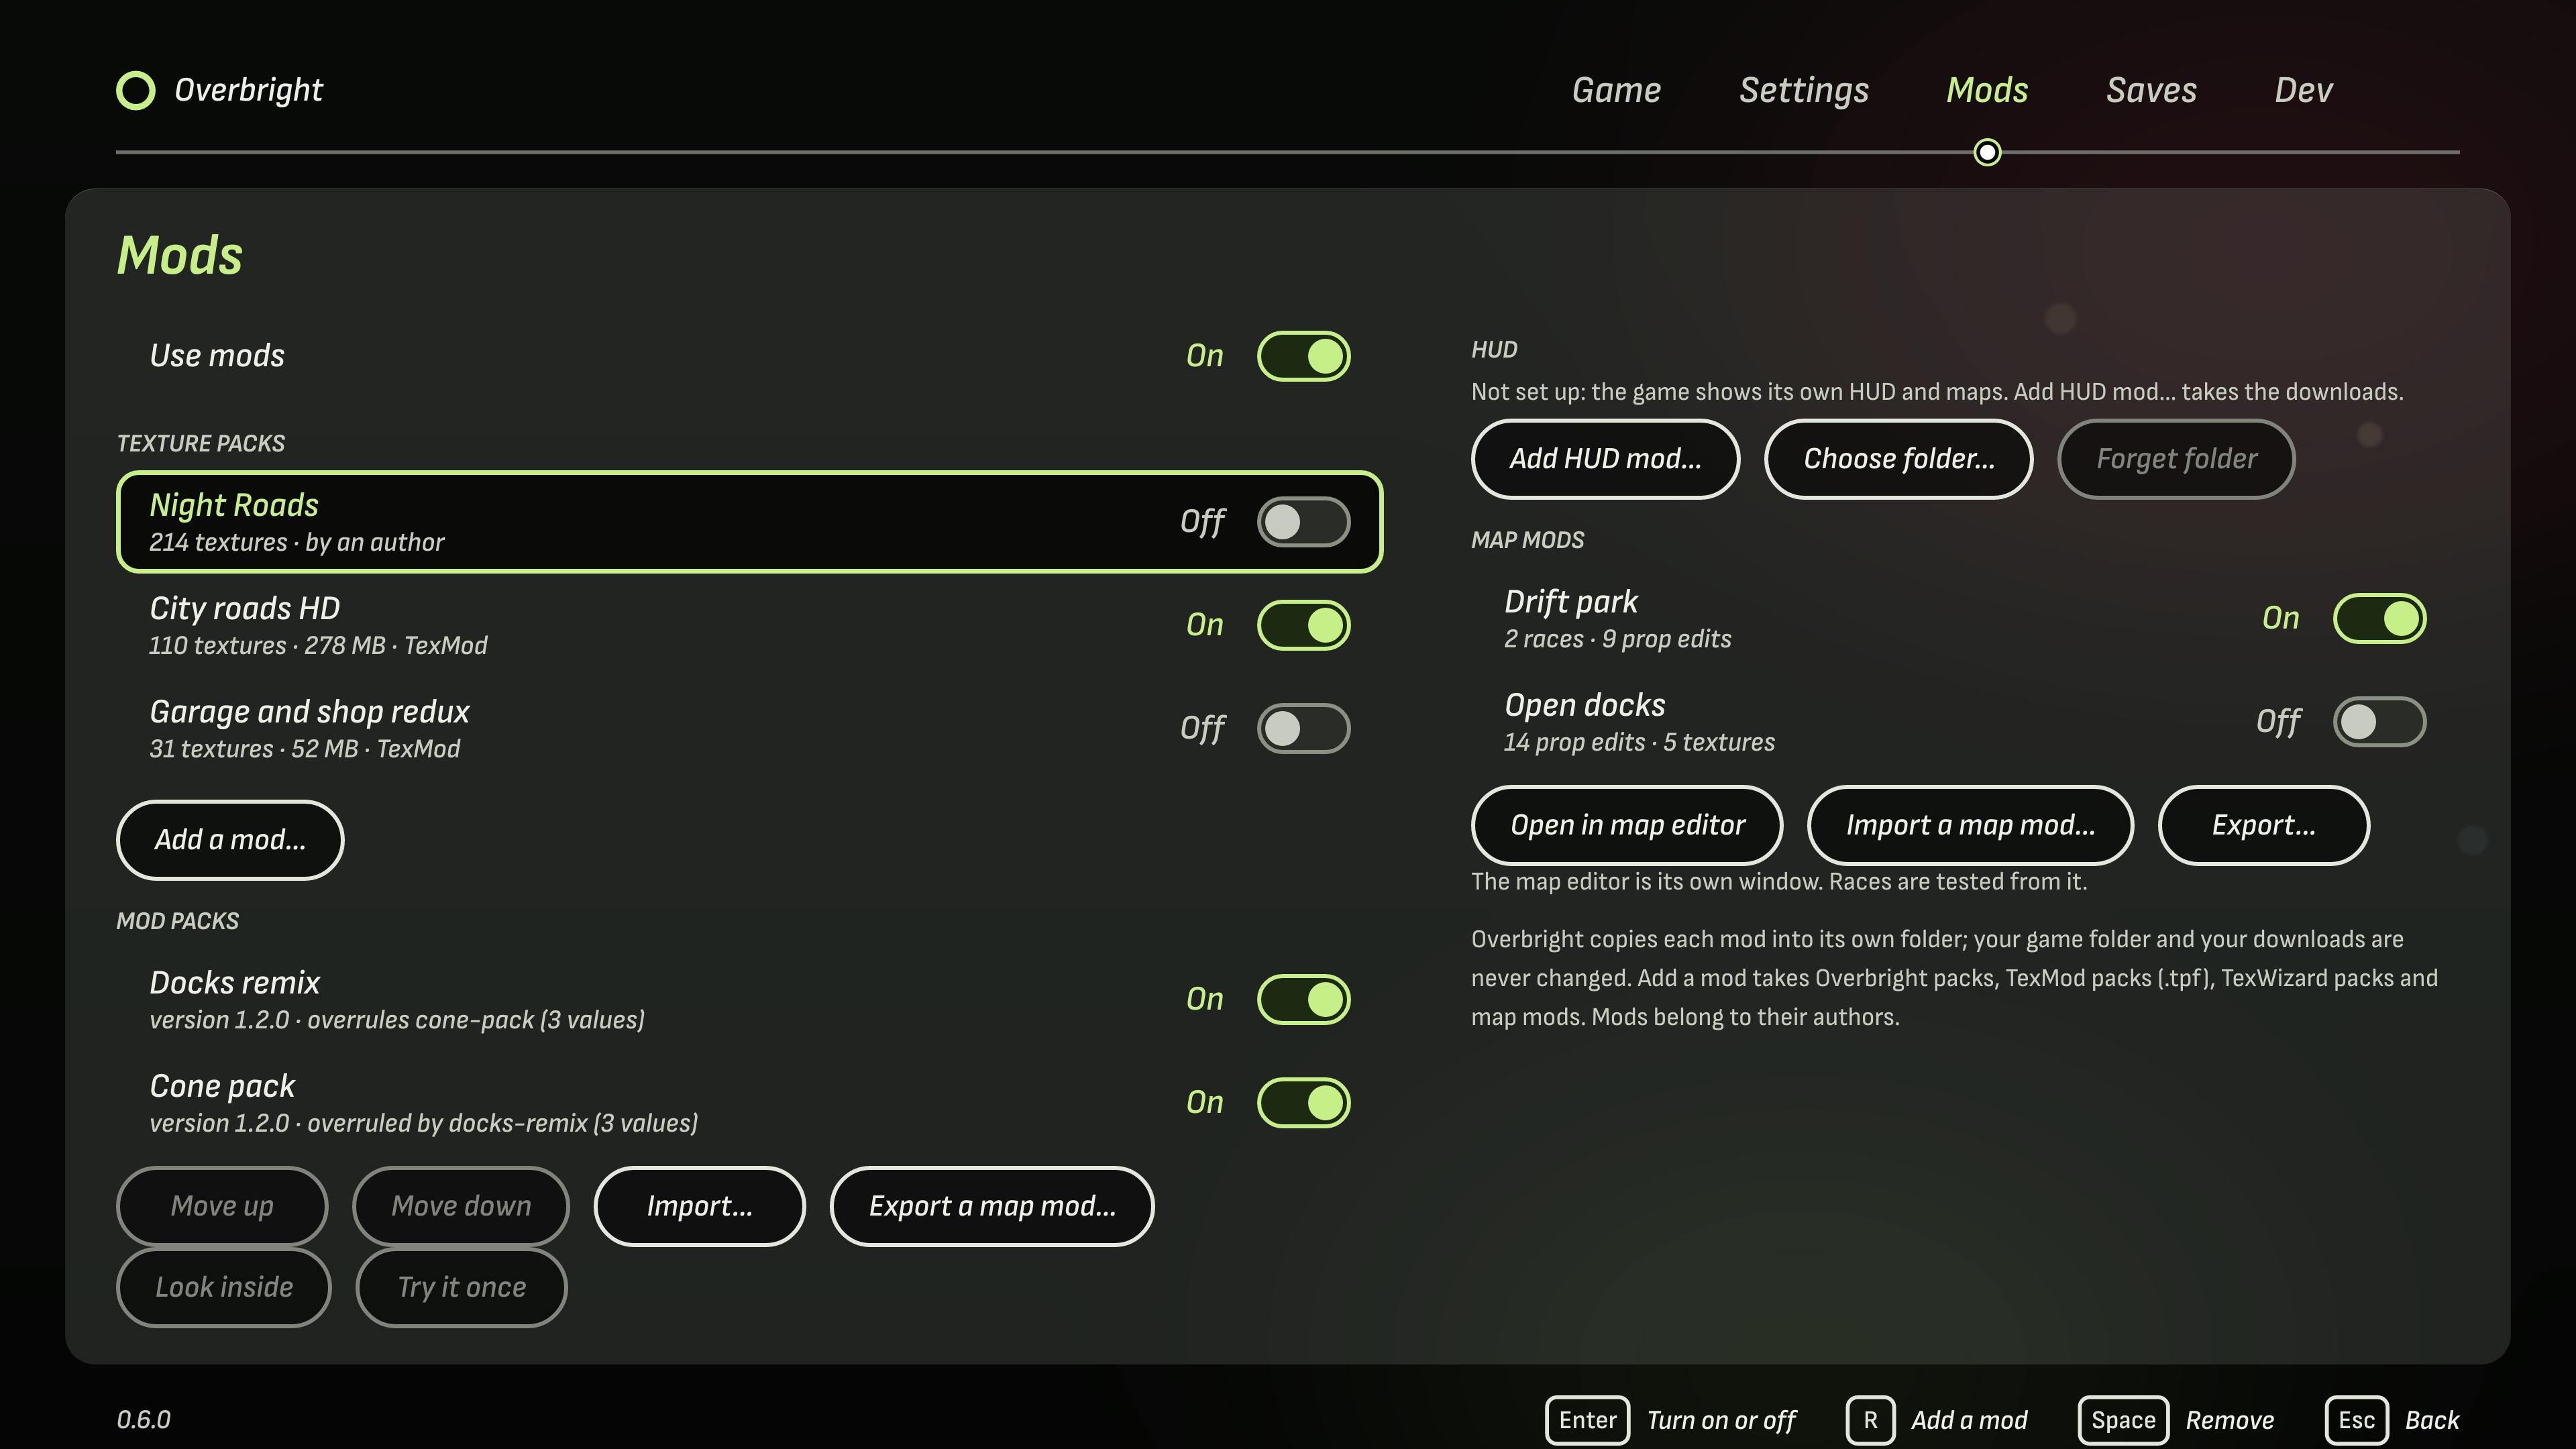 Overbright
Game Settings Mods Saves Dev
Mods
Use mods On
TEXTURE PACKS
Night Roads Off
214 textures · by an author
City roads HD On
110 textures · 278 MB · TexMod
Garage and shop redux Off
31 textures · 52 MB · TexMod
Add a mod...
MOD PACKS
Docks remix On
version 1.2.0 · overrules cone-pack (3 values)
Cone pack On
version 1.2.0 · overruled by docks-remix (3 values)
Move up Move down Import... Export a map mod...
Look inside Try it once
HUD
Not set up: the game shows its own HUD and maps. Add HUD mod... takes the downloads.
Add HUD mod... Choose folder... Forget folder
MAP MODS
Drift park On
2 races · 9 prop edits
Open docks Off
14 prop edits · 5 textures
Open in map editor Import a map mod... Export...
The map editor is its own window. Races are tested from it.
Overbright copies each mod into its own folder; your game folder and your downloads are
never changed. Add a mod takes Overbright packs, TexMod packs (.tpf), TexWizard packs and
map mods. Mods belong to their authors.
0.6.0
Enter Turn on or off R Add a mod Space Remove Esc Back